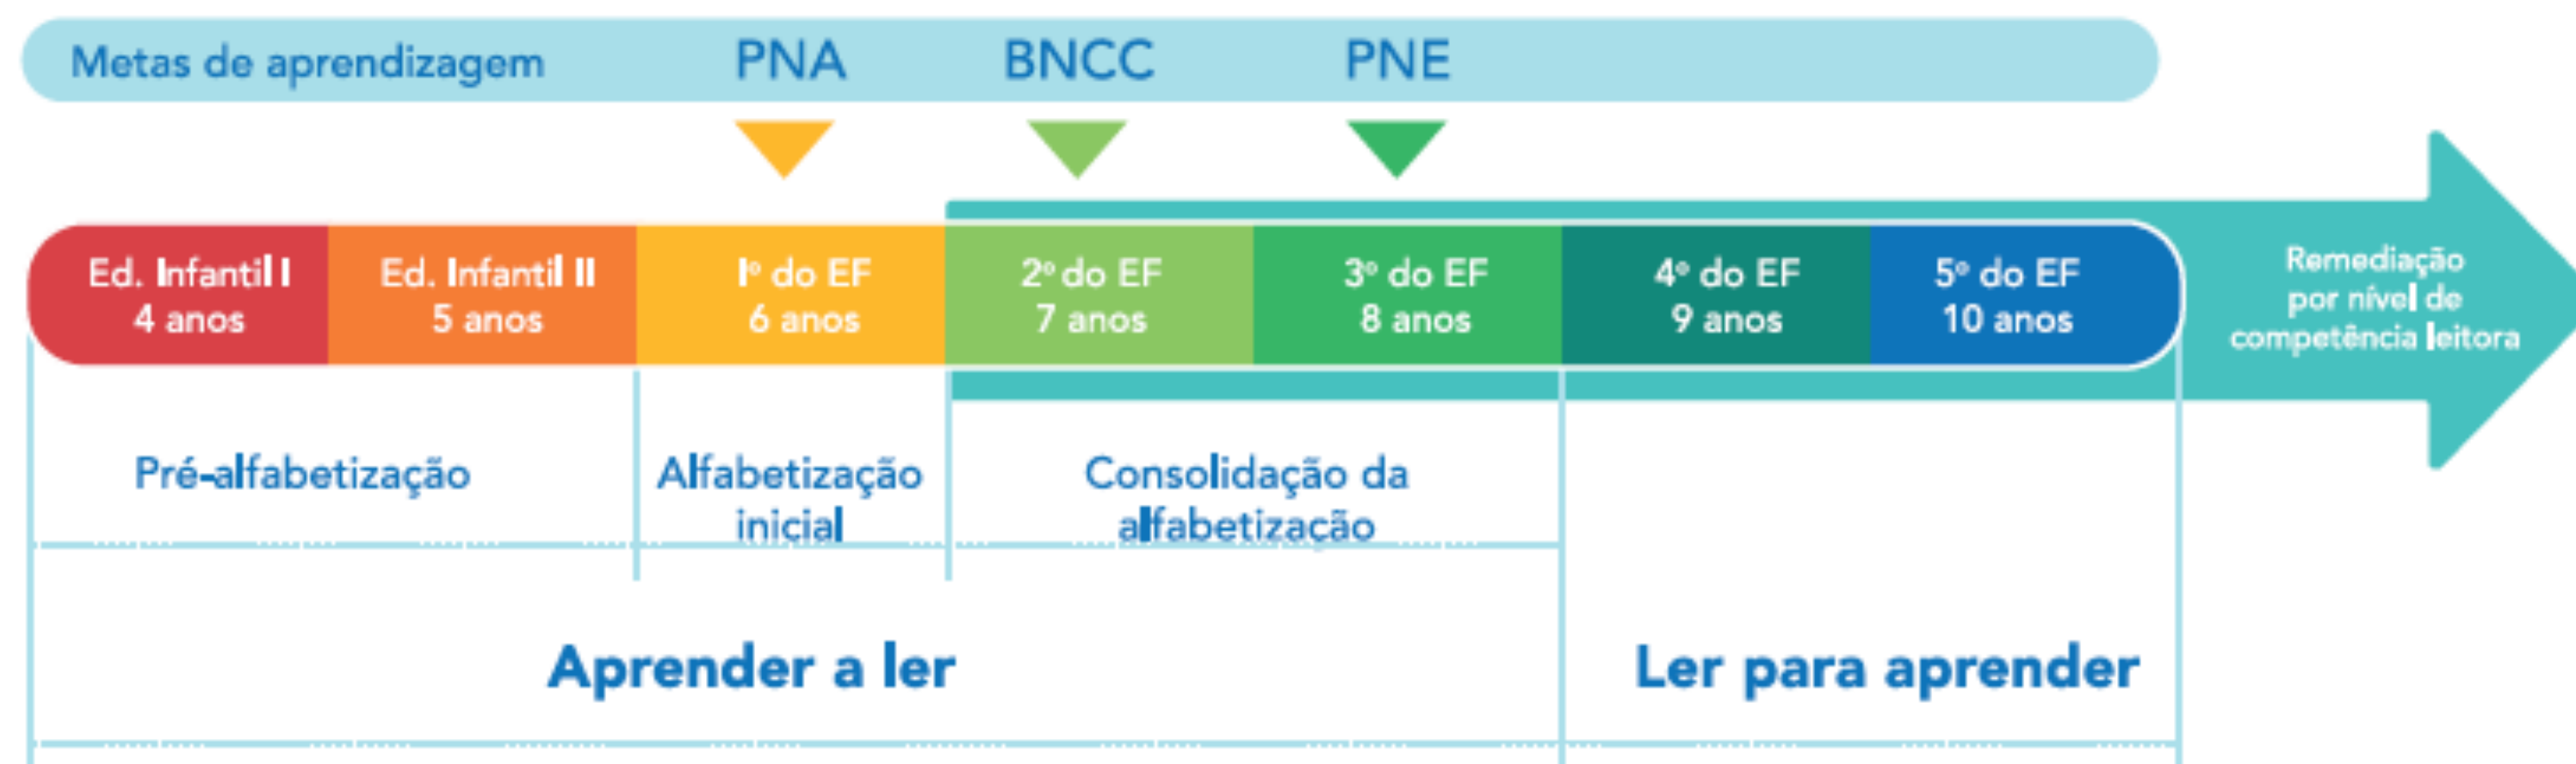 Metas de aprendizagem PNA BNCC PNE
Ed. Infantil I
4 anos
Ed. Infantil II
5 anos
1º do EF
6 anos
2º do EF
7 anos
3º do EF
8 anos
4º do EF
9 anos
5º do EF
10 anos
Remediação
por nível de
competência leitora
Pré-alfabetização
Alfabetização
inicial
Consolidação da
alfabetização
Aprender a ler
Ler para aprender